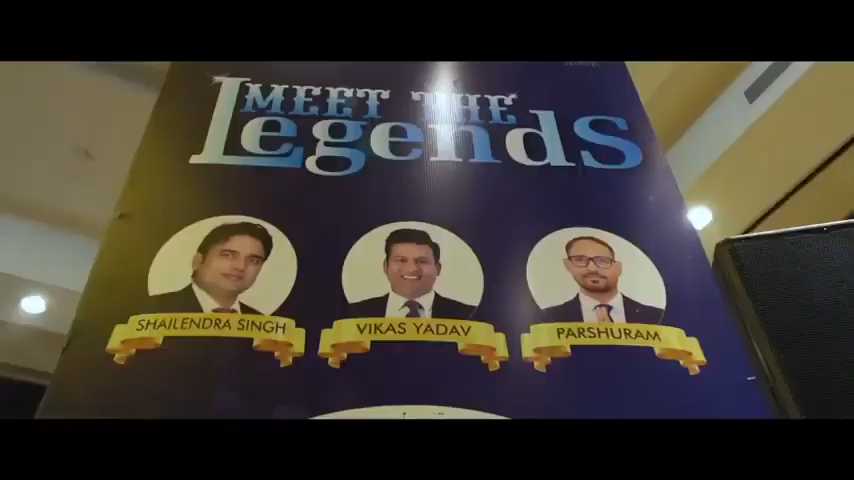 MEET THE
Legends
SHAILENDRA SINGH
VIKAS YADAV
PARSHURAM